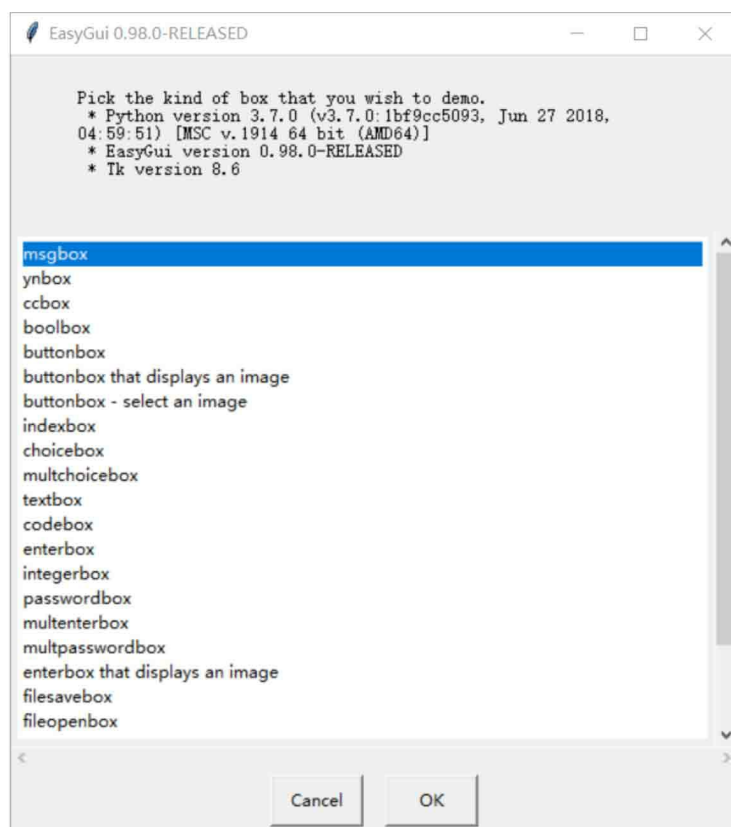 EasyGui 0.98.0-RELEASED
Pick the kind of box that you wish to demo.
* Python version 3.7.0 (v3.7.0:1bf9cc5093, Jun 27 2018,
04:59:51) [MSC v.1914 64 bit (AMD64)]
* EasyGui version 0.98.0-RELEASED
* Tk version 8.6
msgbox
ynbox
ccbox
boolbox
buttonbox
buttonbox that displays an image
buttonbox - select an image
indexbox
choicebox
multchoicebox
textbox
codebox
enterbox
integerbox
passwordbox
multenterbox
multpasswordbox
enterbox that displays an image
filesavebox
fileopenbox
Cancel OK